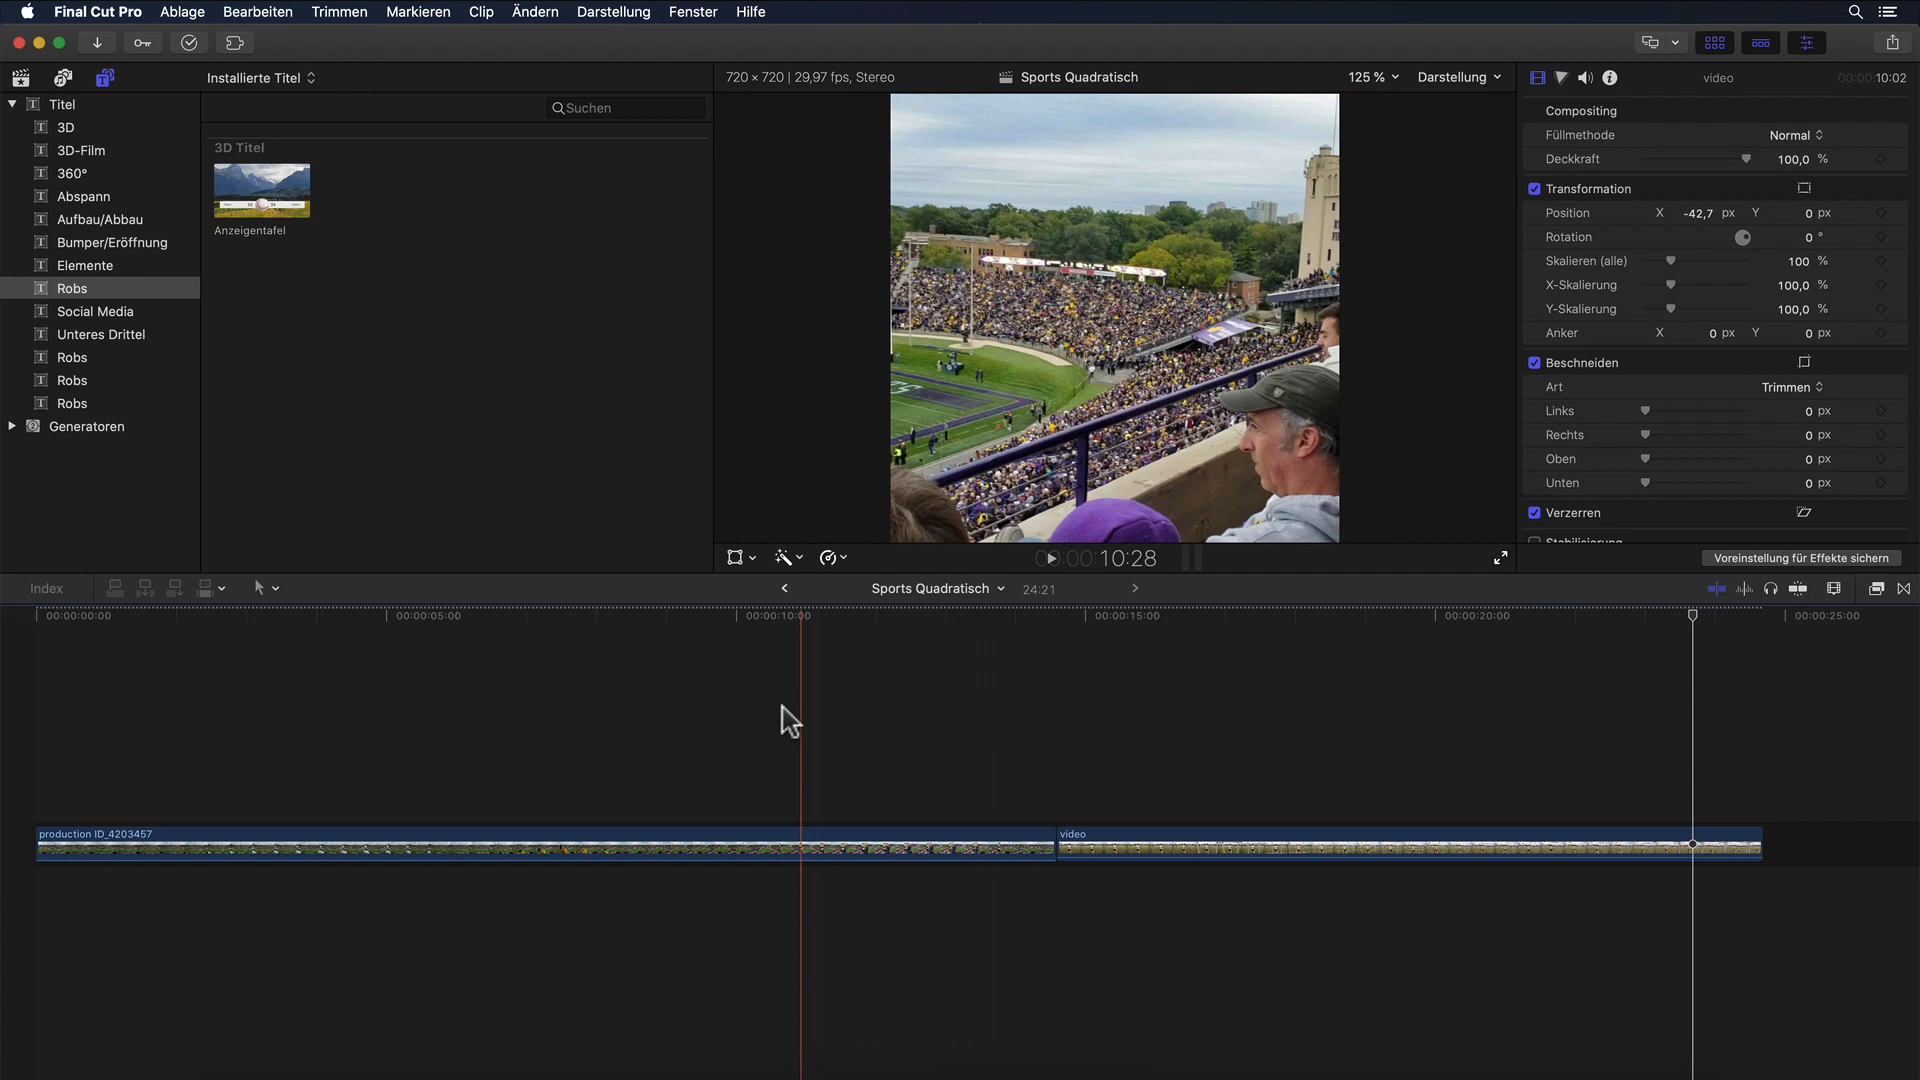 Final Cut Pro Ablage Bearbeiten Trimmen Markieren Clip Ändern Darstellung Fenster Hilfe
Installierte Titel
720 × 720 | 29,97 fps, Stereo
Sports Quadratisch
125 %
Darstellung
video
00:00:10:02
Titel
3D
3D-Film
360°
Abspann
Aufbau/Abbau
Bumper/Eröffnung
Elemente
Robs
Social Media
Unteres Drittel
Robs
Robs
Robs
Generatoren
Suchen
3D Titel
Anzeigentafel
Compositing
Füllmethode Normal
Deckkraft 100,0 %
Transformation
Position X -42,7 px Y 0 px
Rotation 0 °
Skalieren (alle) 100 %
X-Skalierung 100,0 %
Y-Skalierung 100,0 %
Anker X 0 px Y 0 px
Beschneiden
Art Trimmen
Links 0 px
Rechts 0 px
Oben 0 px
Unten 0 px
Verzerren
Stabilisierung
Voreinstellung für Effekte sichern
00:00:10:28
Index
Sports Quadratisch
24:21
00:00:00:00 00:00:05:00 00:00:10:00 00:00:15:00 00:00:20:00 00:00:25:00
production ID_4203457
video